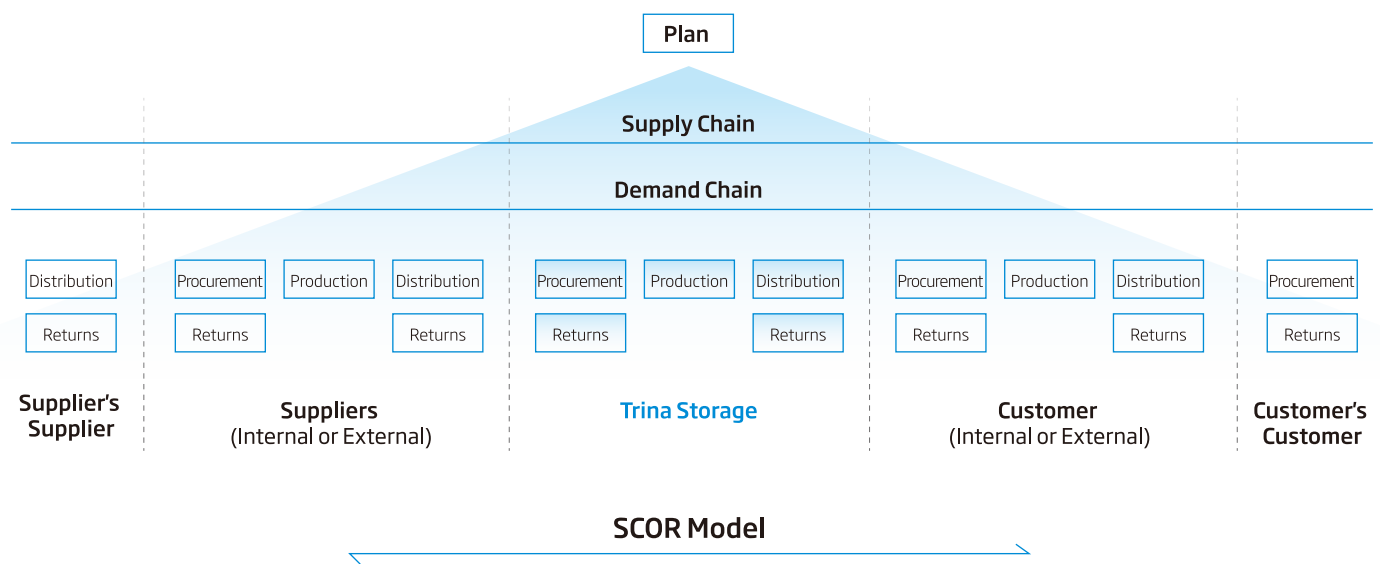 Plan
Supply Chain
Demand Chain
Distribution
Procurement
Production
Distribution
Procurement
Production
Distribution
Procurement
Production
Distribution
Procurement
Returns
Returns
Returns
Returns
Returns
Returns
Returns
Returns
Supplier's
Supplier
Suppliers
(Internal or External)
Trina Storage
Customer
(Internal or External)
Customer's
Customer
SCOR Model